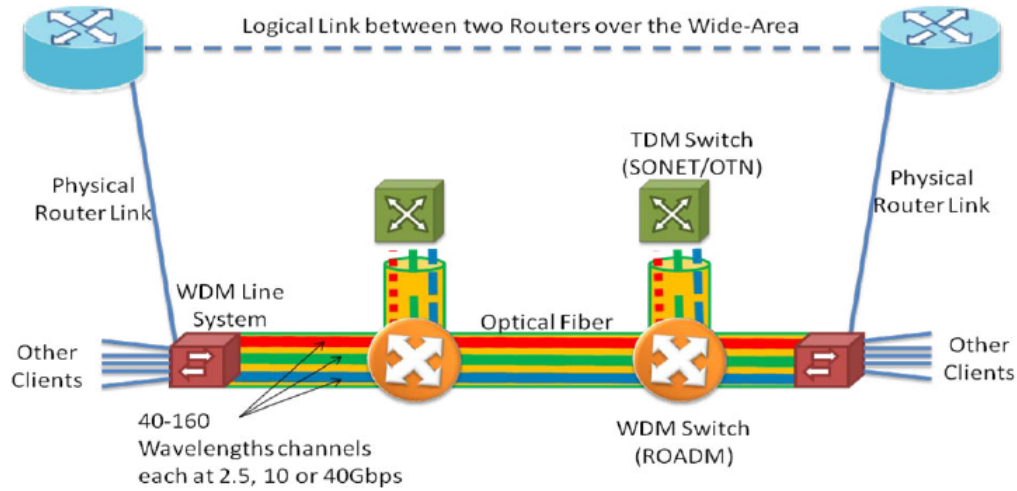 Logical Link between two Routers over the Wide-Area
TDM Switch
(SONET/OTN)
Physical
Router Link
Physical
Router Link
WDM Line
System
Optical Fiber
Other
Clients
Other
Clients
40-160
Wavelengths channels
each at 2.5, 10 or 40Gbps
WDM Switch
(ROADM)